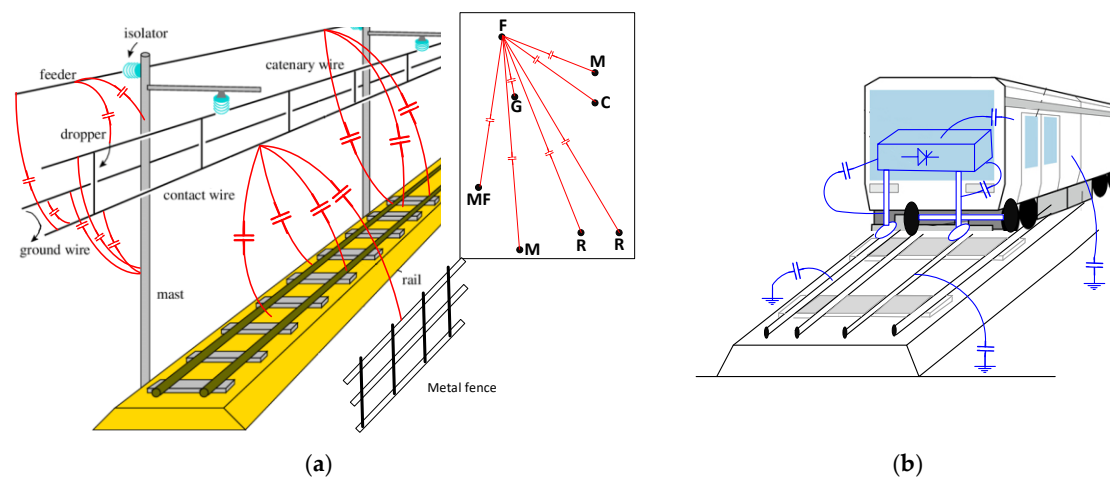 isolator
feeder
catenary wire
dropper
contact wire
ground wire
mast
rail
Metal fence
F
M
C
G
MF
M
R
R
(a)
(b)